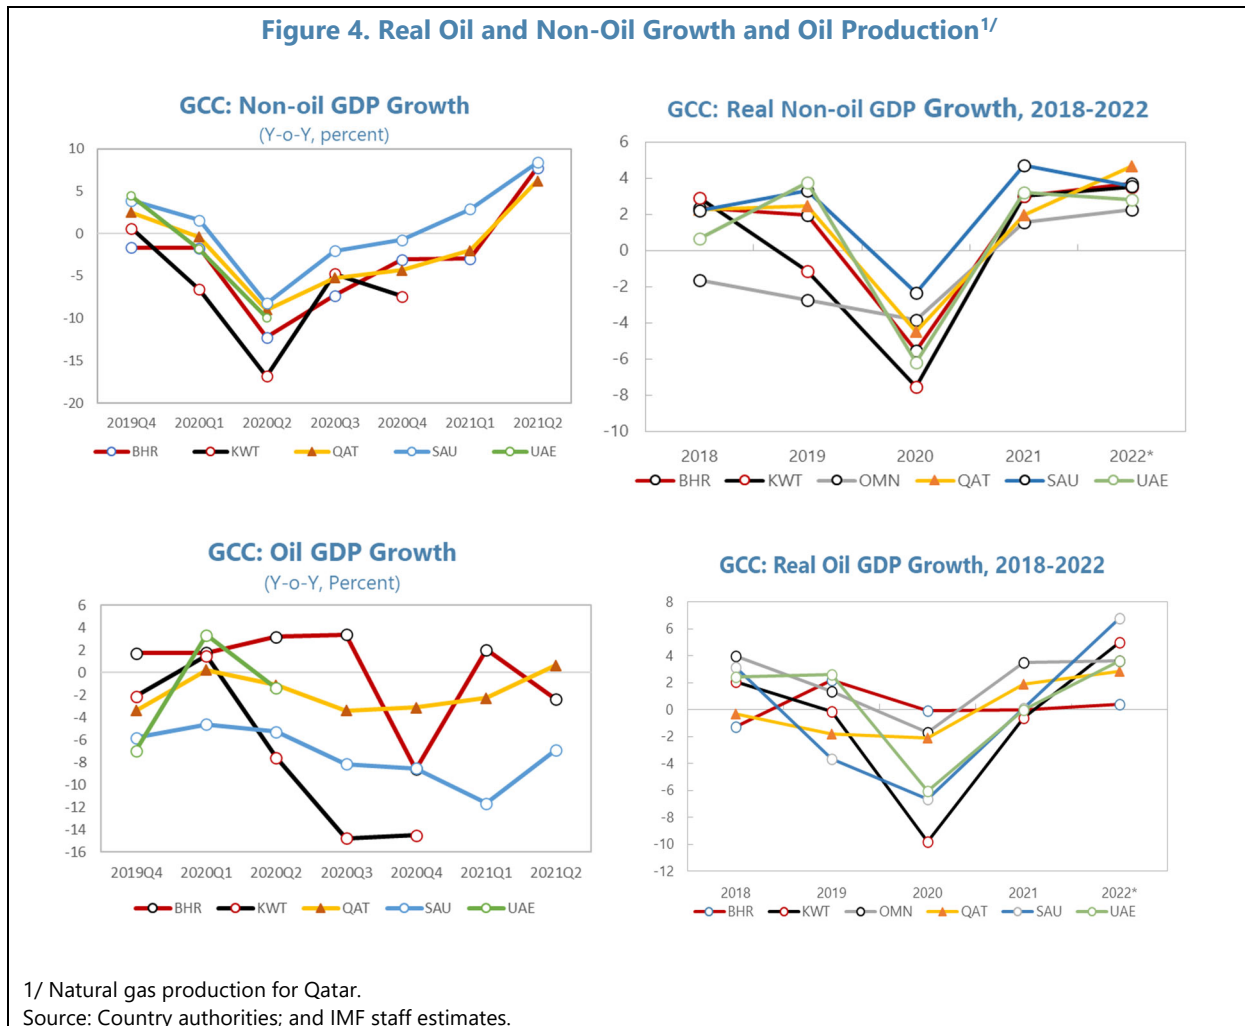 Figure 4. Real Oil and Non-Oil Growth and Oil Production1/
GCC: Non-oil GDP Growth
(Y-o-Y, percent)
10
5
0
-5
-10
-15
-20
2019Q4 2020Q1 2020Q2 2020Q3 2020Q4 2021Q1 2021Q2
BHR KWT QAT SAU UAE
GCC: Real Non-oil GDP Growth, 2018-2022
6
4
2
0
-2
-4
-6
-8
-10
2018 2019 2020 2021 2022*
BHR KWT OMN QAT SAU UAE
GCC: Oil GDP Growth
(Y-o-Y, Percent)
6
4
2
0
-2
-4
-6
-8
-10
-12
-14
-16
2019Q4 2020Q1 2020Q2 2020Q3 2020Q4 2021Q1 2021Q2
BHR KWT QAT SAU UAE
GCC: Real Oil GDP Growth, 2018-2022
8
6
4
2
0
-2
-4
-6
-8
-10
-12
2018 2019 2020 2021 2022*
BHR KWT OMN QAT SAU UAE
1/ Natural gas production for Qatar.
Source: Country authorities; and IMF staff estimates.